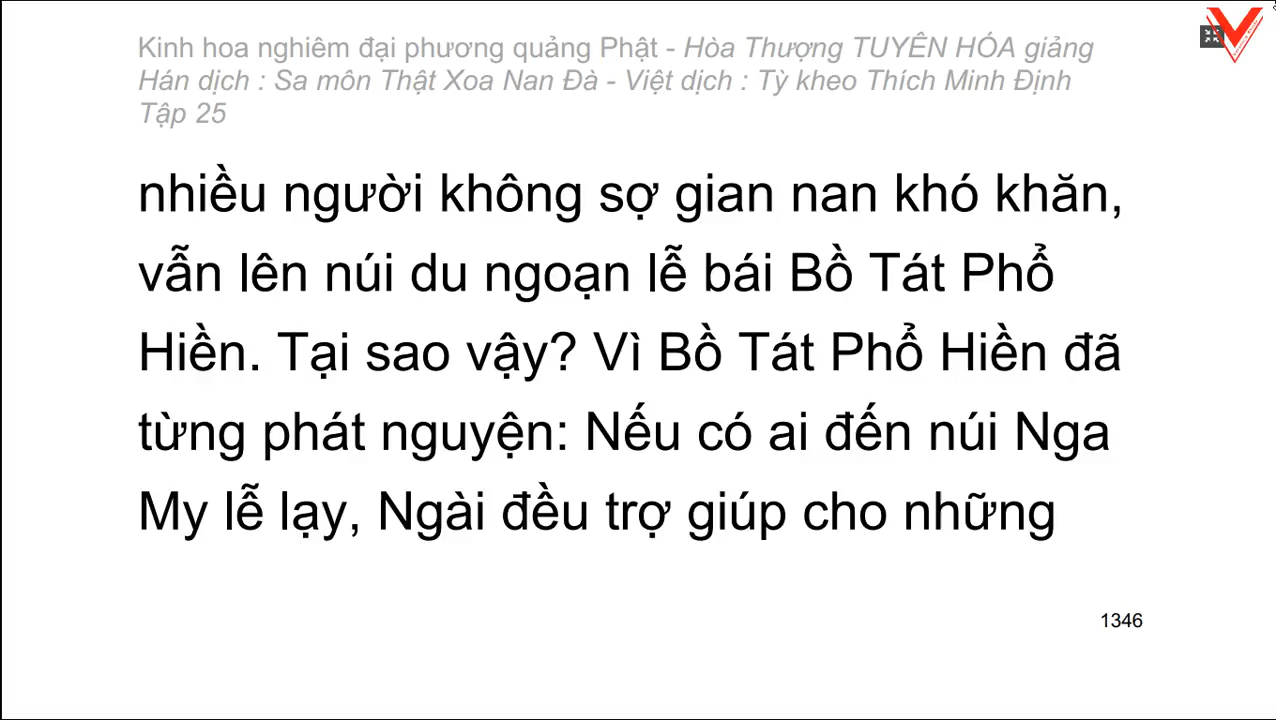 Kinh hoa nghiêm đại phương quảng Phật - Hòa Thượng TUYÊN HÓA giảng
Hán dịch : Sa môn Thật Xoa Nan Đà - Việt dịch : Tỳ kheo Thích Minh Định
Tập 25
nhiều người không sợ gian nan khó khăn,
vẫn lên núi du ngoạn lễ bái Bồ Tát Phổ
Hiền. Tại sao vậy? Vì Bồ Tát Phổ Hiền đã
từng phát nguyện: Nếu có ai đến núi Nga
My lễ lạy, Ngài đều trợ giúp cho những
1346